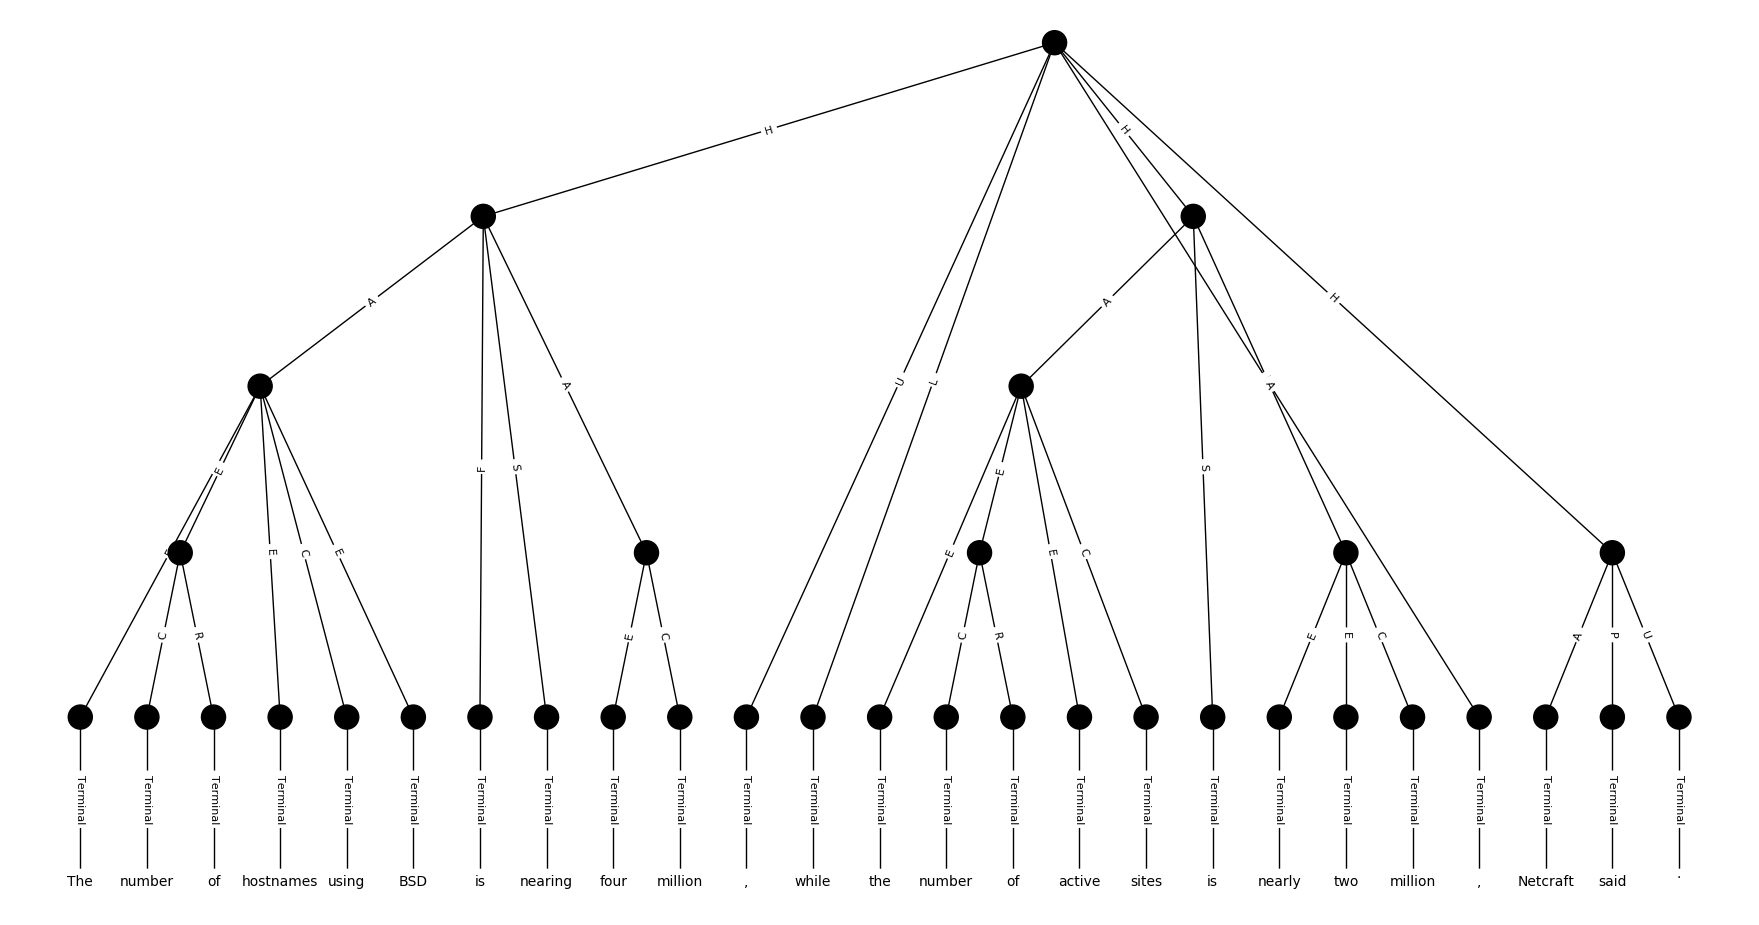 H
H
A
A
H
A
U
L
A
E
F
S
E
S
E
E
C
E
E
E
C
C
R
E
C
C
R
E
E
C
A
P
U
Terminal Terminal Terminal Terminal Terminal Terminal Terminal Terminal Terminal Terminal Terminal Terminal Terminal Terminal Terminal Terminal Terminal Terminal Terminal Terminal Terminal Terminal Terminal Terminal Terminal
The number of hostnames using BSD is nearing four million , while the number of active sites is nearly two million , Netcraft said .